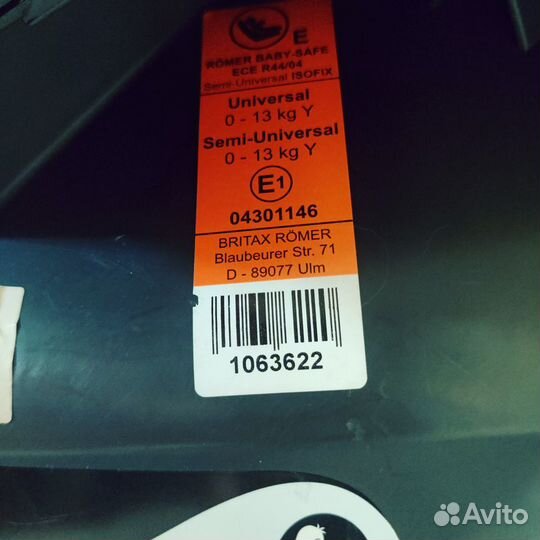 E
RÖMER BABY-SAFE
ECE R44/04
Semi-Universal ISOFIX
Universal
0 - 13 kg Y
Semi-Universal
0 - 13 kg Y
E1
04301146
BRITAX RÖMER
Blaubeurer Str. 71
D - 89077 Ulm
1063622
Avito